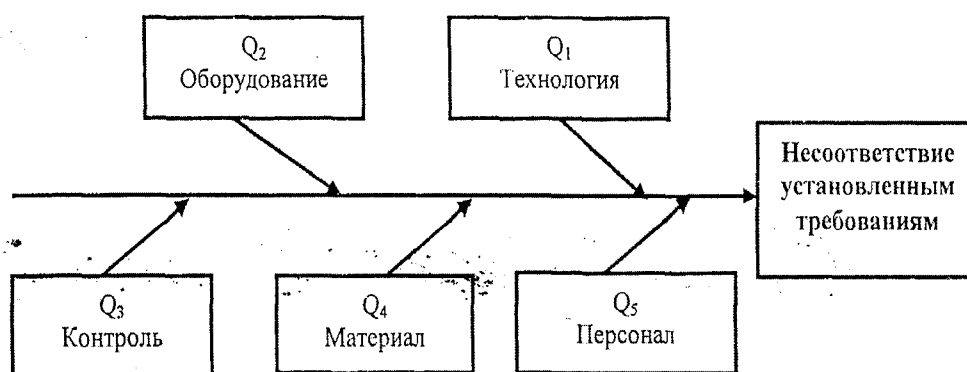 Q₂
Оборудование
Q₁
Технология
Несоответствие
установленным
требованиям
Q₃
Контроль
Q₄
Материал
Q₅
Персонал